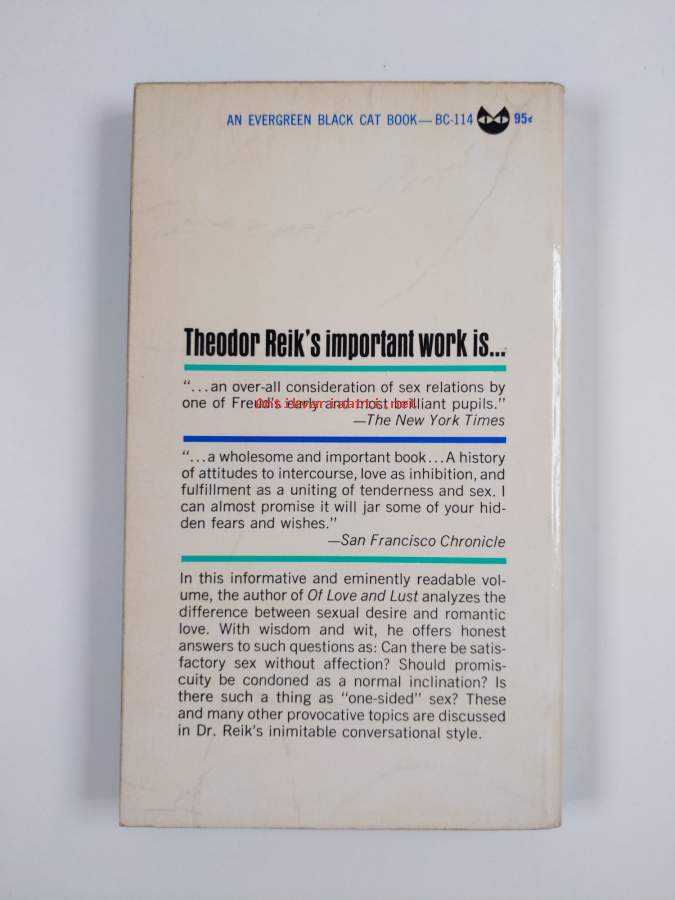 AN EVERGREEN BLACK CAT BOOK—BC-114 95¢
Theodor Reik's important work is...
“...an over-all consideration of sex relations by
one of Freud's early and most brilliant pupils.”
—The New York Times
“...a wholesome and important book...A history
of attitudes to intercourse, love as inhibition, and
fulfillment as a uniting of tenderness and sex. I
can almost promise it will jar some of your hid-
den fears and wishes.”
—San Francisco Chronicle
In this informative and eminently readable vol-
ume, the author of Of Love and Lust analyzes the
difference between sexual desire and romantic
love. With wisdom and wit, he offers honest
answers to such questions as: Can there be satis-
factory sex without affection? Should promis-
cuity be condoned as a normal inclination? Is
there such a thing as “one-sided” sex? These
and many other provocative topics are discussed
in Dr. Reik's inimitable conversational style.